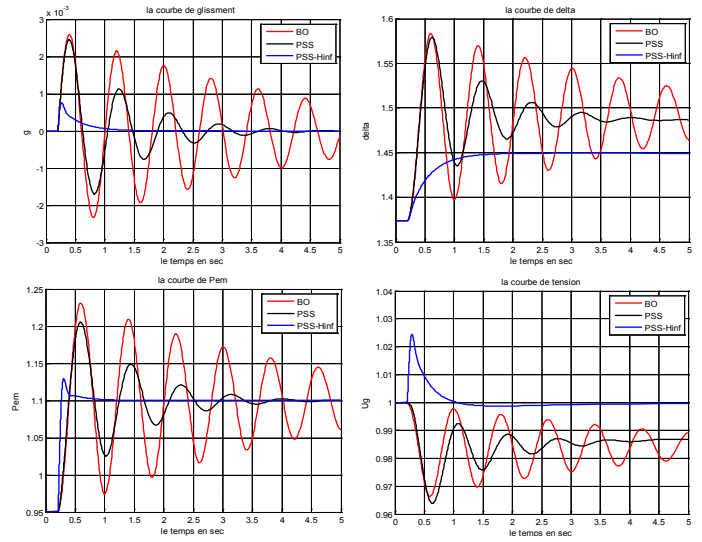 la courbe de glissment
x 10⁻³
3
2
1
0
-1
-2
-3
g
0 0.5 1 1.5 2 2.5 3 3.5 4 4.5 5
le temps en sec
BO
PSS
PSS-Hinf
la courbe de delta
1.6
1.55
1.5
1.45
1.4
1.35
delta
0 0.5 1 1.5 2 2.5 3 3.5 4 4.5 5
le temps en sec
BO
PSS
PSS-Hinf
la courbe de Pem
1.25
1.2
1.15
1.1
1.05
1
0.95
Pem
0 0.5 1 1.5 2 2.5 3 3.5 4 4.5 5
le temps en sec
BO
PSS
PSS-Hinf
la courbe de tension
1.04
1.03
1.02
1.01
1
0.99
0.98
0.97
0.96
Ug
0 0.5 1 1.5 2 2.5 3 3.5 4 4.5 5
le temps en sec
BO
PSS
PSS-Hinf